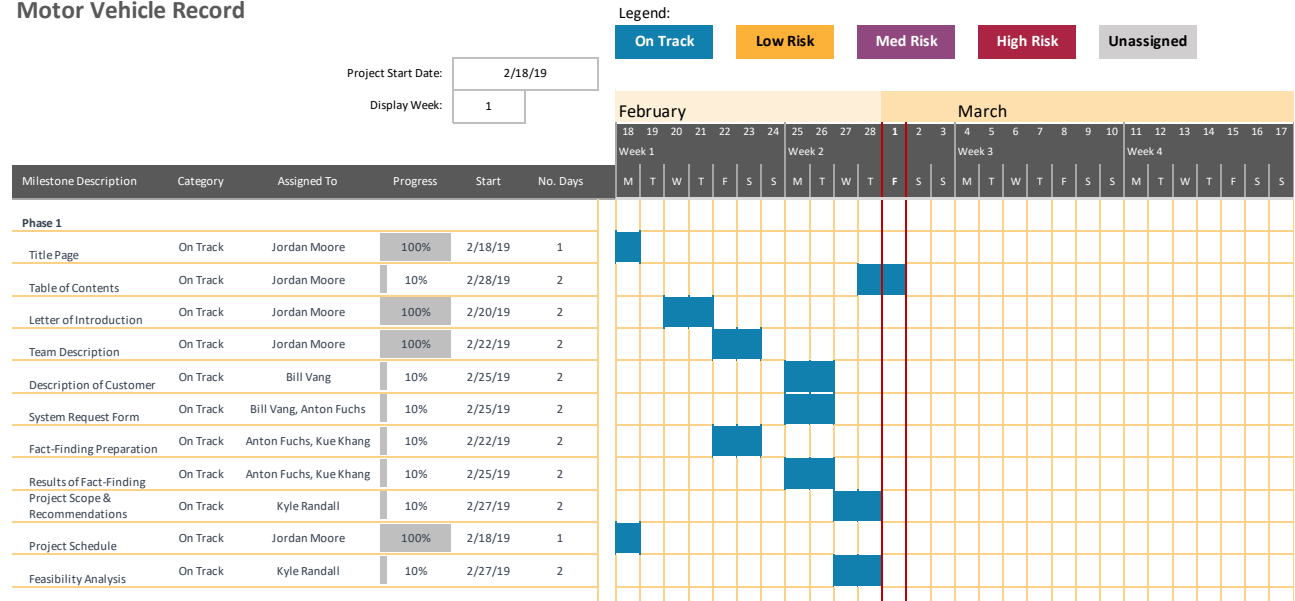 Motor Vehicle Record
Legend:
On Track Low Risk Med Risk High Risk Unassigned
Project Start Date: 2/18/19
Display Week: 1
February March
18 19 20 21 22 23 24 25 26 27 28 1 2 3 4 5 6 7 8 9 10 11 12 13 14 15 16 17
Week 1 Week 2 Week 3 Week 4
Milestone Description Category Assigned To Progress Start No. Days M T W T F S S M T W T F S S M T W T F S S M T W T F S S
Phase 1
Title Page On Track Jordan Moore 100% 2/18/19 1
Table of Contents On Track Jordan Moore 10% 2/28/19 2
Letter of Introduction On Track Jordan Moore 100% 2/20/19 2
Team Description On Track Jordan Moore 100% 2/22/19 2
Description of Customer On Track Bill Vang 10% 2/25/19 2
System Request Form On Track Bill Vang, Anton Fuchs 10% 2/25/19 2
Fact-Finding Preparation On Track Anton Fuchs, Kue Khang 10% 2/22/19 2
Results of Fact-Finding On Track Anton Fuchs, Kue Khang 10% 2/25/19 2
Project Scope &
Recommendations On Track Kyle Randall 10% 2/27/19 2
Project Schedule On Track Jordan Moore 100% 2/18/19 1
Feasibility Analysis On Track Kyle Randall 10% 2/27/19 2